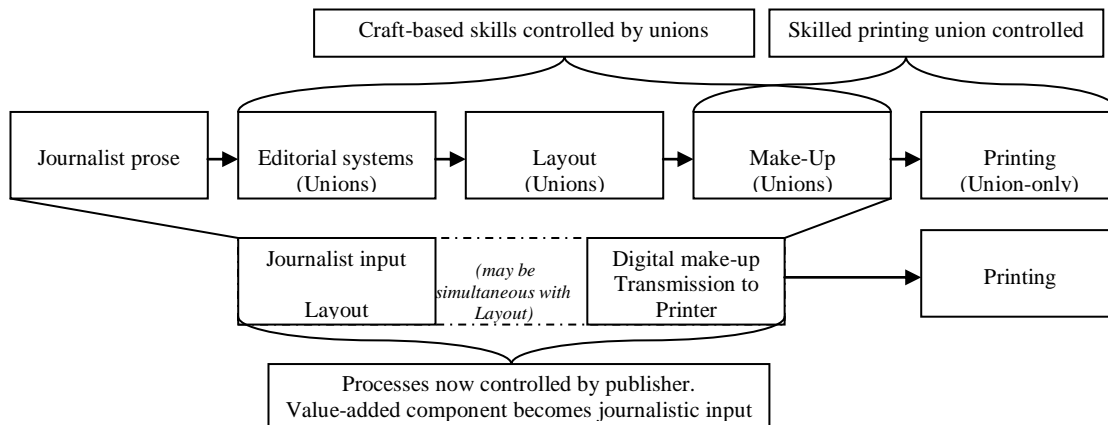 Craft-based skills controlled by unions
Skilled printing union controlled
Journalist prose
Editorial systems
(Unions)
Layout
(Unions)
Make-Up
(Unions)
Printing
(Union-only)
Journalist input
Layout
(may be
simultaneous with
Layout)
Digital make-up
Transmission to
Printer
Printing
Processes now controlled by publisher.
Value-added component becomes journalistic input